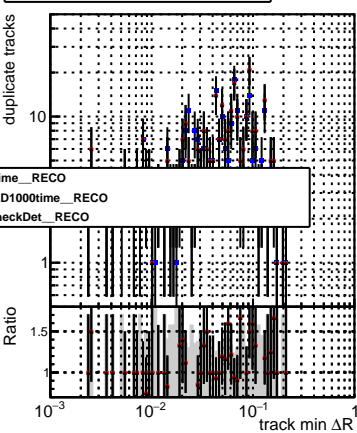 duplicate tracks
10
ime__RECO
D1000time__RECO
heckDet__RECO
1
Ratio
1.5
1
10−3
10−2
10−1
1
track min ΔR